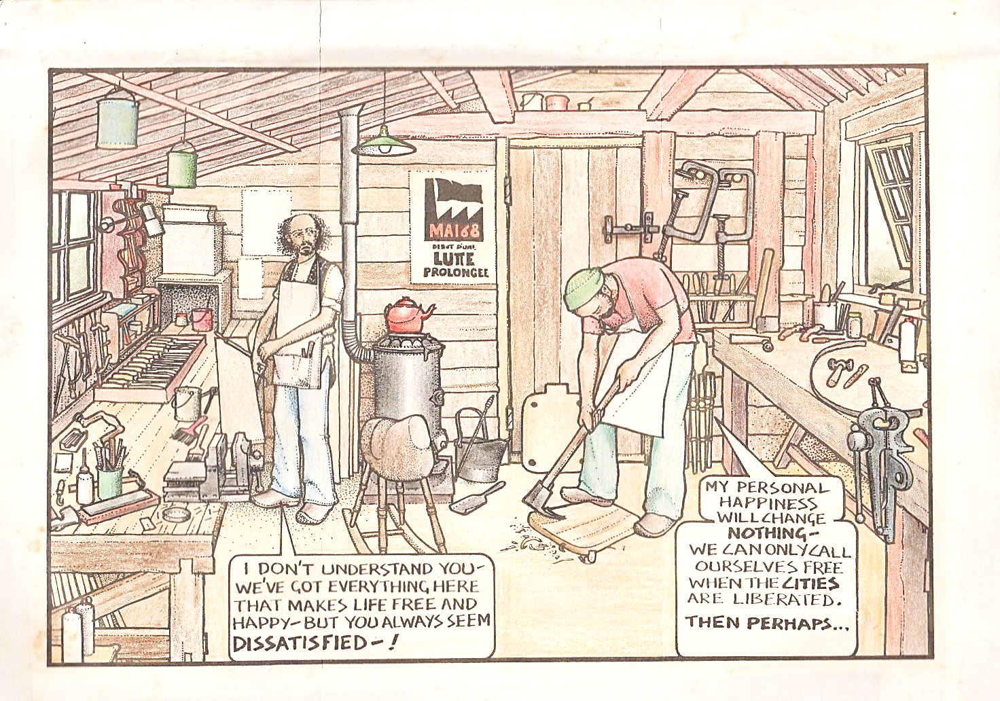 MAI 68
DEBUT D'UNE
LUTTE
PROLONGEE
I DON'T UNDERSTAND YOU-
WE'VE GOT EVERYTHING HERE
THAT MAKES LIFE FREE AND
HAPPY-BUT YOU ALWAYS SEEM
DISSATISFIED-!
MY PERSONAL
HAPPINESS
WILL CHANGE
NOTHING-
WE CAN ONLY CALL
OURSELVES FREE
WHEN THE CITIES
ARE LIBERATED.
THEN PERHAPS...